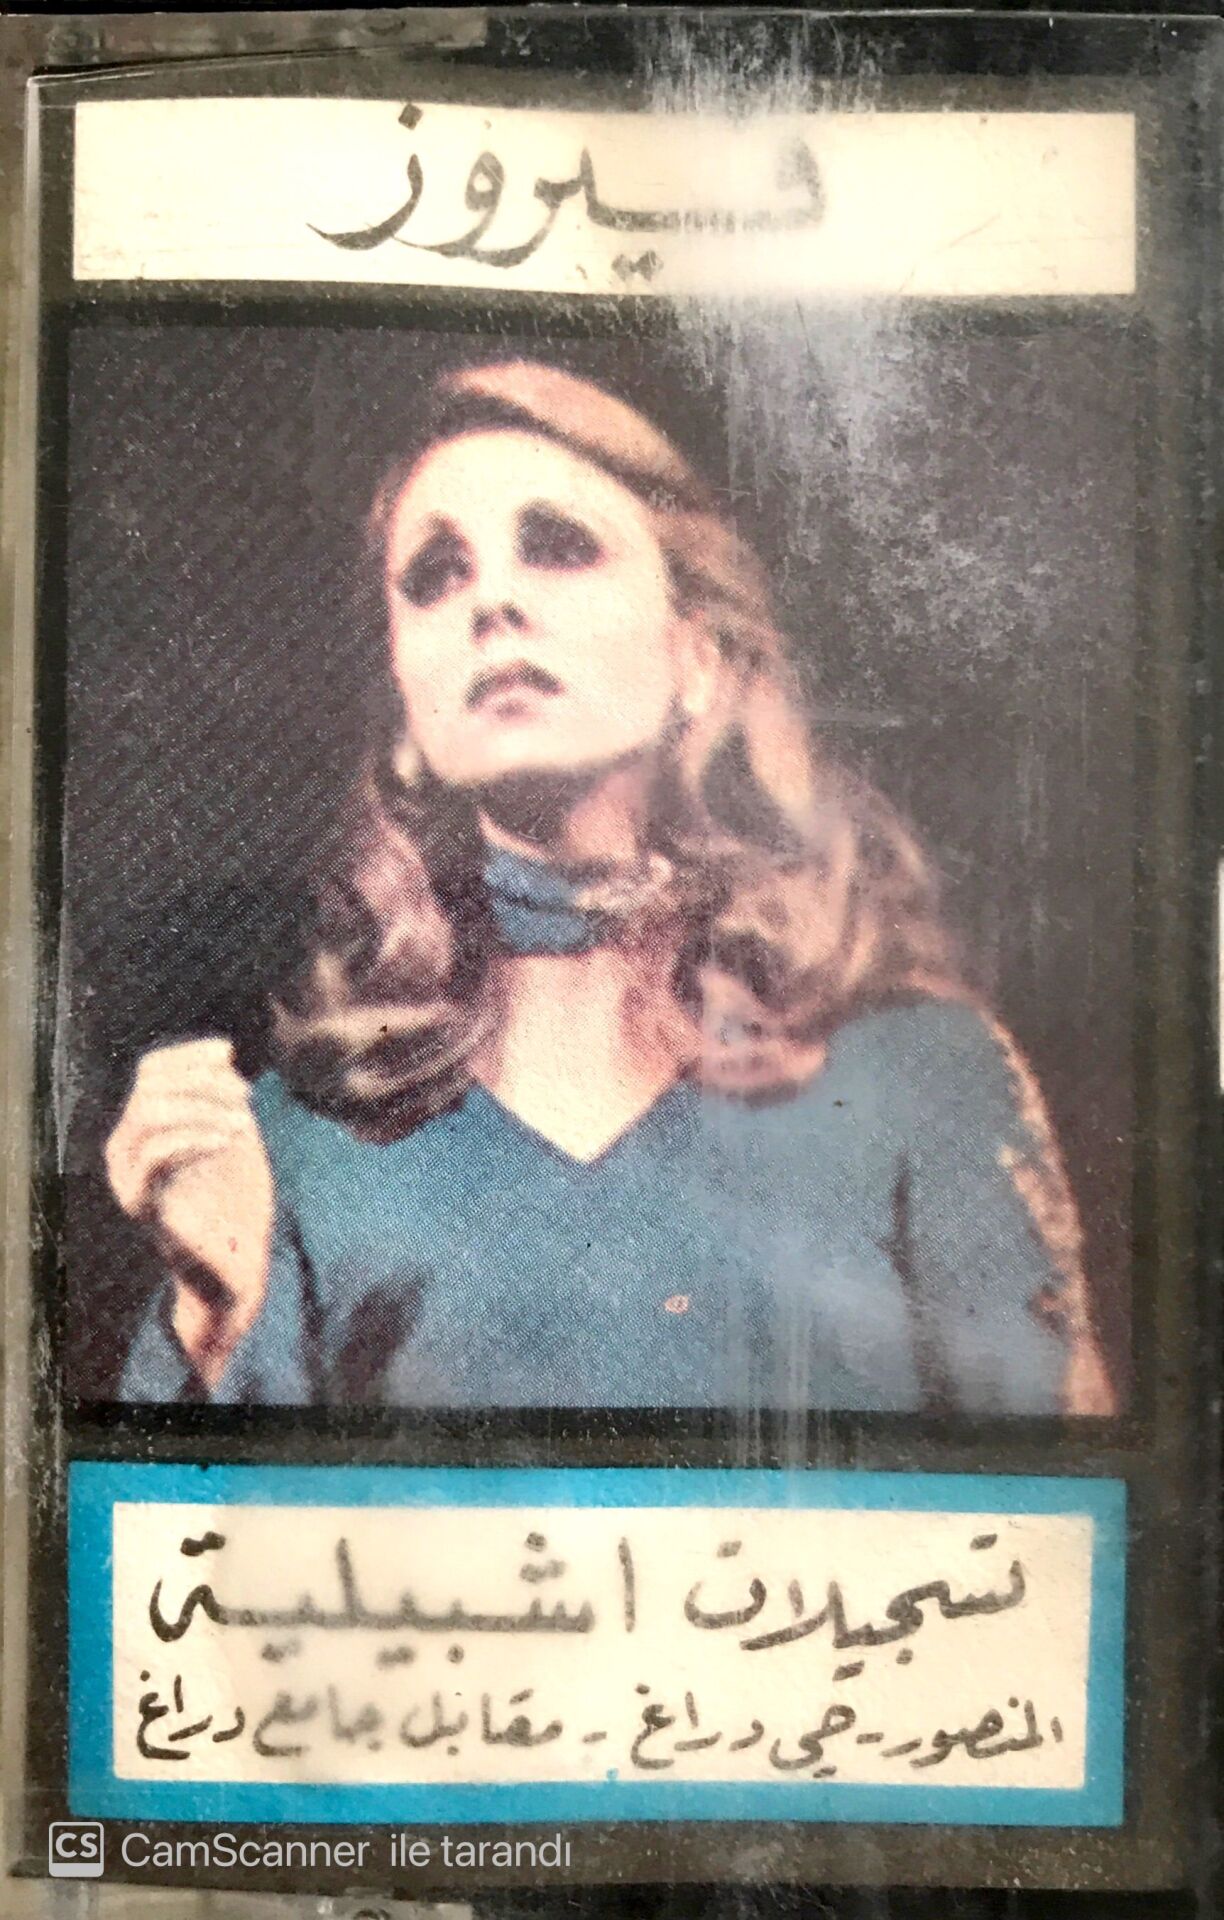 فيروز
تسجيلات اشبيلية
المنصور - حي دراغ - مقابل جامع دراغ
CS CamScanner ile tarandı